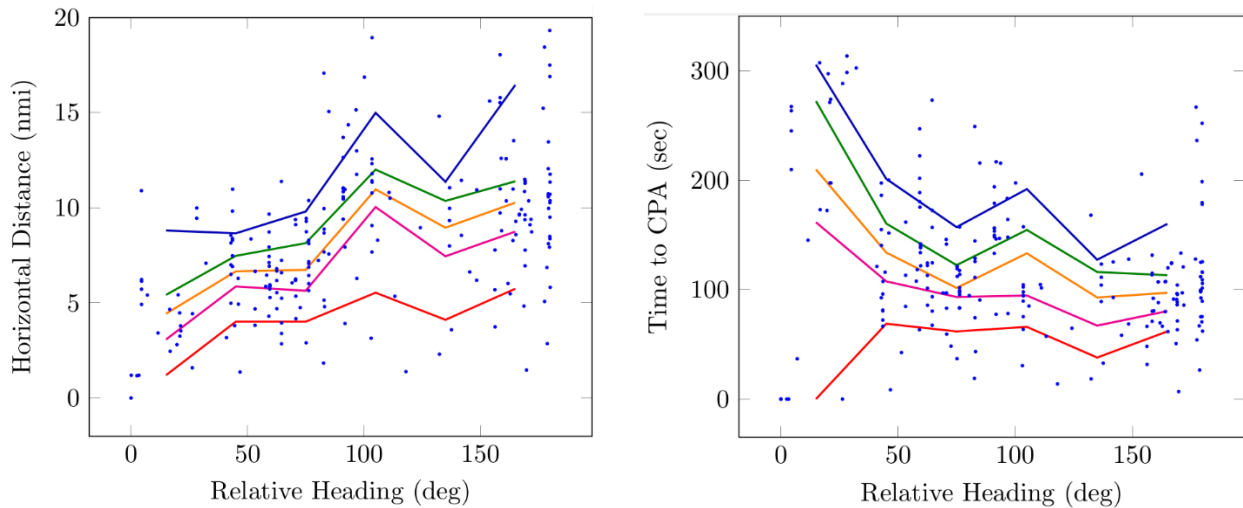 20
15
10
5
0
Horizontal Distance (nmi)
0 50 100 150
Relative Heading (deg)
300
200
100
0
Time to CPA (sec)
0 50 100 150
Relative Heading (deg)